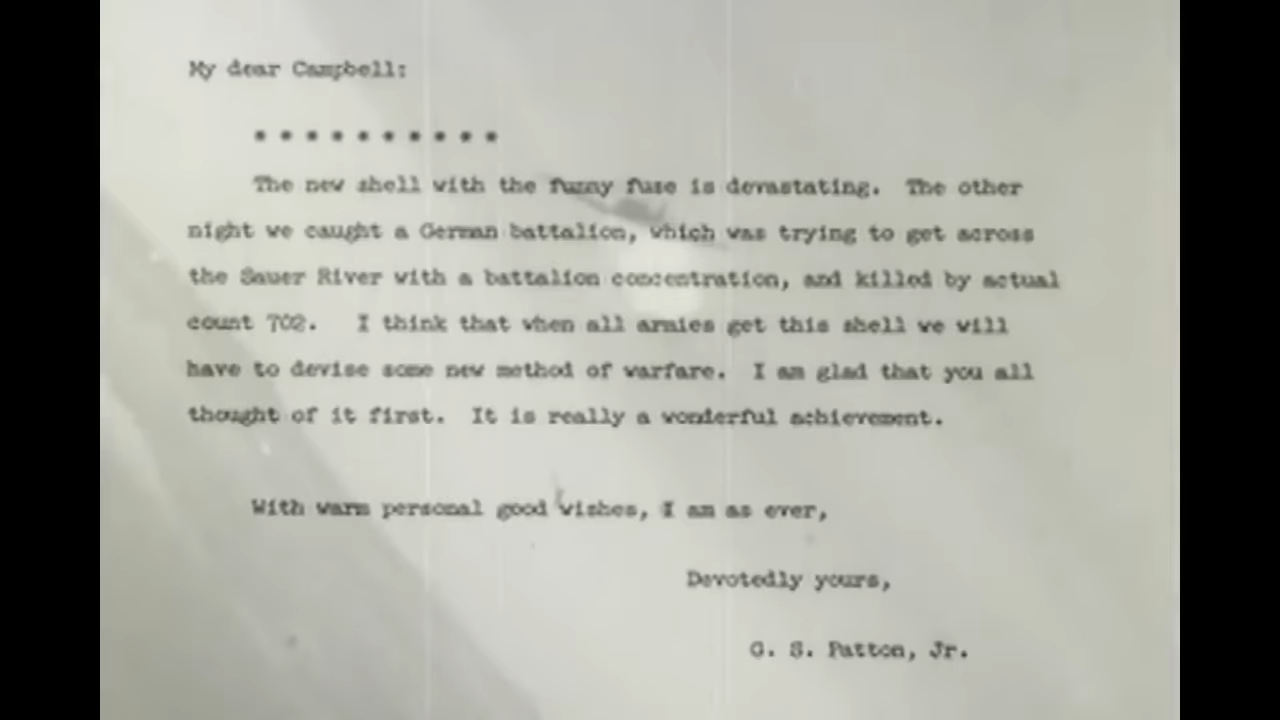 My dear Campbell:
* * * * * * * * * *
The new shell with the funny fuse is devastating. The other
night we caught a German battalion, which was trying to get across
the Sauer River with a battalion concentration, and killed by actual
count 702. I think that when all armies get this shell we will
have to devise some new method of warfare. I am glad that you all
thought of it first. It is really a wonderful achievement.
With warm personal good wishes, I am as ever,
Devotedly yours,
G. S. Patton, Jr.